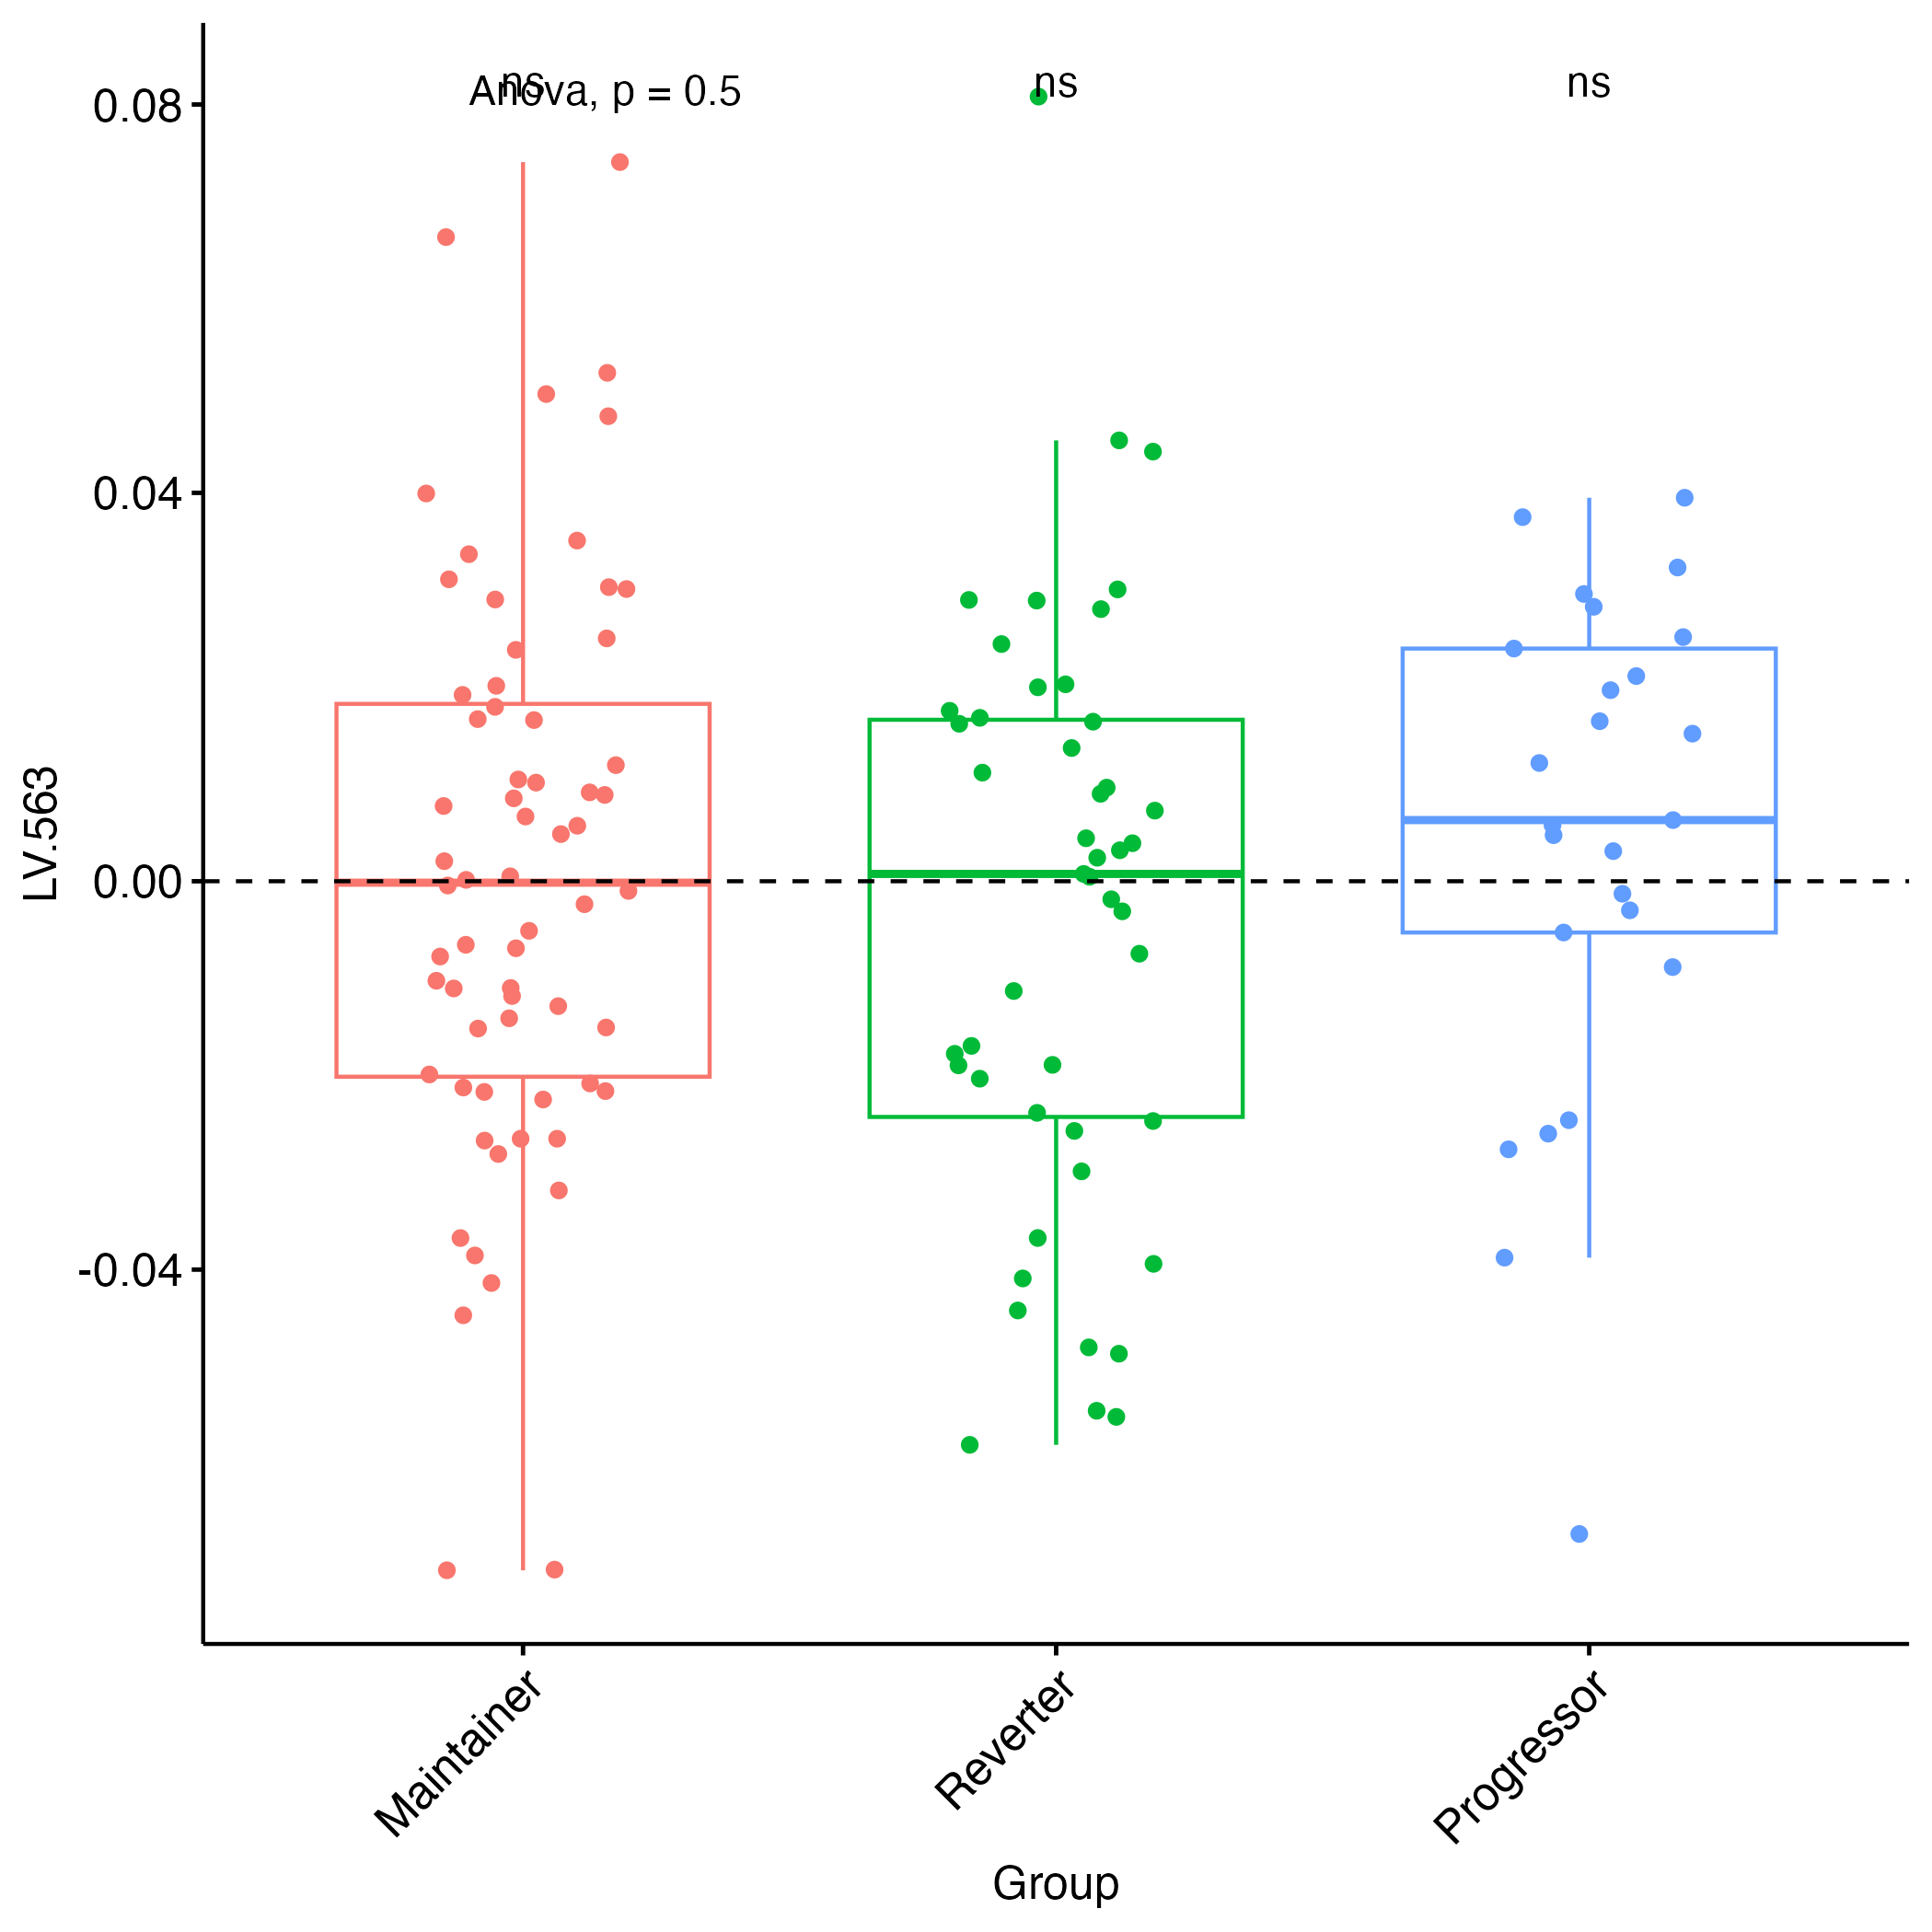 ns
Anova, p = 0.5
ns
ns
0.08
0.04
0.00
-0.04
LV.563
Maintainer
Reverter
Progressor
Group